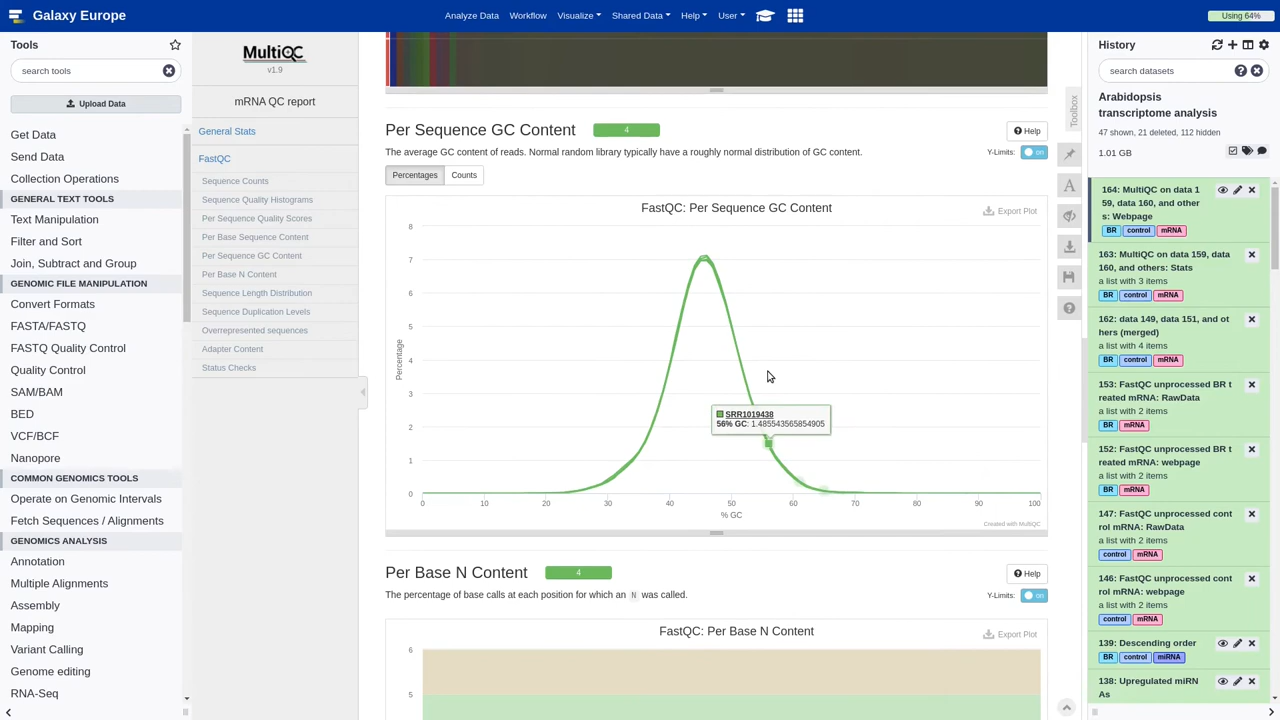 Galaxy Europe
Analyze Data
Workflow
Visualize
Shared Data
Help
User
Using 64%
Tools
search tools
Upload Data
Get Data
Send Data
Collection Operations
GENERAL TEXT TOOLS
Text Manipulation
Filter and Sort
Join, Subtract and Group
GENOMIC FILE MANIPULATION
Convert Formats
FASTA/FASTQ
FASTQ Quality Control
Quality Control
SAM/BAM
BED
VCF/BCF
Nanopore
COMMON GENOMICS TOOLS
Operate on Genomic Intervals
Fetch Sequences / Alignments
GENOMICS ANALYSIS
Annotation
Multiple Alignments
Assembly
Mapping
Variant Calling
Genome editing
RNA-Seq
MultiQC
v1.9
mRNA QC report
General Stats
FastQC
Sequence Counts
Sequence Quality Histograms
Per Sequence Quality Scores
Per Base Sequence Content
Per Sequence GC Content
Per Base N Content
Sequence Length Distribution
Sequence Duplication Levels
Overrepresented sequences
Adapter Content
Status Checks
Per Sequence GC Content
4
Help
The average GC content of reads. Normal random library typically have a roughly normal distribution of GC content.
Y-Limits: on
Percentages
Counts
FastQC: Per Sequence GC Content
Export Plot
8
7
6
5
4
3
2
1
0
Percentage
SRR1019438
56% GC: 1.485543565854905
0 10 20 30 40 50 60 70 80 90 100
% GC
Created with MultiQC
Per Base N Content
4
Help
The percentage of base calls at each position for which an N was called.
Y-Limits: on
FastQC: Per Base N Content
Export Plot
6
5
Toolbox
History
search datasets
Arabidopsis
transcriptome analysis
47 shown, 21 deleted, 112 hidden
1.01 GB
164: MultiQC on data 1
59, data 160, and other
s: Webpage
BR control mRNA
163: MultiQC on data 159, data
160, and others: Stats
a list with 3 items
BR control mRNA
162: data 149, data 151, and ot
hers (merged)
a list with 4 items
BR control mRNA
153: FastQC unprocessed BR t
reated mRNA: RawData
a list with 2 items
BR mRNA
152: FastQC unprocessed BR t
reated mRNA: webpage
a list with 2 items
BR mRNA
147: FastQC unprocessed cont
rol mRNA: RawData
a list with 2 items
control mRNA
146: FastQC unprocessed cont
rol mRNA: webpage
a list with 2 items
control mRNA
139: Descending order
BR control miRNA
138: Upregulated miRN
As